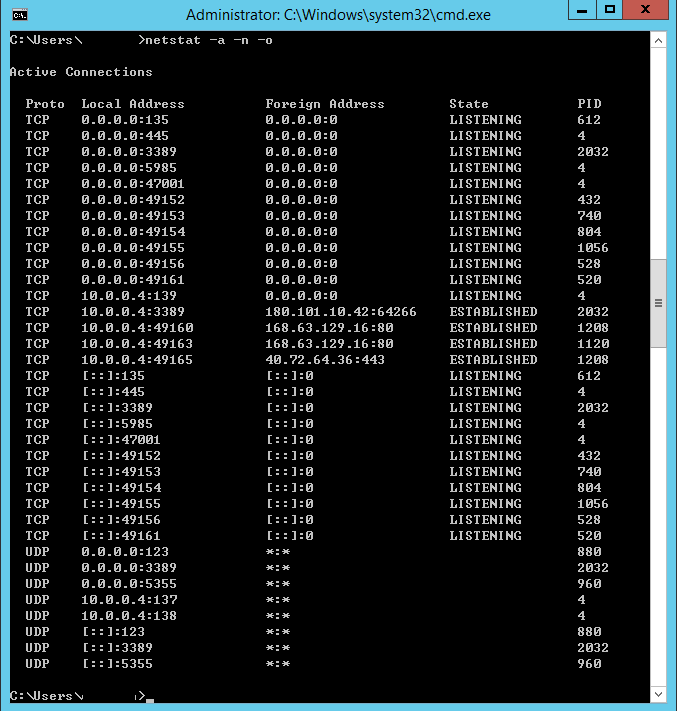 Administrator: C:\Windows\system32\cmd.exe
C:\Users\ >netstat -a -n -o
Active Connections
Proto Local Address Foreign Address State PID
TCP 0.0.0.0:135 0.0.0.0:0 LISTENING 612
TCP 0.0.0.0:445 0.0.0.0:0 LISTENING 4
TCP 0.0.0.0:3389 0.0.0.0:0 LISTENING 2032
TCP 0.0.0.0:5985 0.0.0.0:0 LISTENING 4
TCP 0.0.0.0:47001 0.0.0.0:0 LISTENING 4
TCP 0.0.0.0:49152 0.0.0.0:0 LISTENING 432
TCP 0.0.0.0:49153 0.0.0.0:0 LISTENING 740
TCP 0.0.0.0:49154 0.0.0.0:0 LISTENING 804
TCP 0.0.0.0:49155 0.0.0.0:0 LISTENING 1056
TCP 0.0.0.0:49156 0.0.0.0:0 LISTENING 528
TCP 0.0.0.0:49161 0.0.0.0:0 LISTENING 520
TCP 10.0.0.4:139 0.0.0.0:0 LISTENING 4
TCP 10.0.0.4:3389 180.101.10.42:64266 ESTABLISHED 2032
TCP 10.0.0.4:49160 168.63.129.16:80 ESTABLISHED 1208
TCP 10.0.0.4:49163 168.63.129.16:80 ESTABLISHED 1120
TCP 10.0.0.4:49165 40.72.64.36:443 ESTABLISHED 1208
TCP [::]:135 [::]:0 LISTENING 612
TCP [::]:445 [::]:0 LISTENING 4
TCP [::]:3389 [::]:0 LISTENING 2032
TCP [::]:5985 [::]:0 LISTENING 4
TCP [::]:47001 [::]:0 LISTENING 4
TCP [::]:49152 [::]:0 LISTENING 432
TCP [::]:49153 [::]:0 LISTENING 740
TCP [::]:49154 [::]:0 LISTENING 804
TCP [::]:49155 [::]:0 LISTENING 1056
TCP [::]:49156 [::]:0 LISTENING 528
TCP [::]:49161 [::]:0 LISTENING 520
UDP 0.0.0.0:123 *:* 880
UDP 0.0.0.0:3389 *:* 2032
UDP 0.0.0.0:5355 *:* 960
UDP 10.0.0.4:137 *:* 4
UDP 10.0.0.4:138 *:* 4
UDP [::]:123 *:* 880
UDP [::]:3389 *:* 2032
UDP [::]:5355 *:* 960
C:\Users\ >